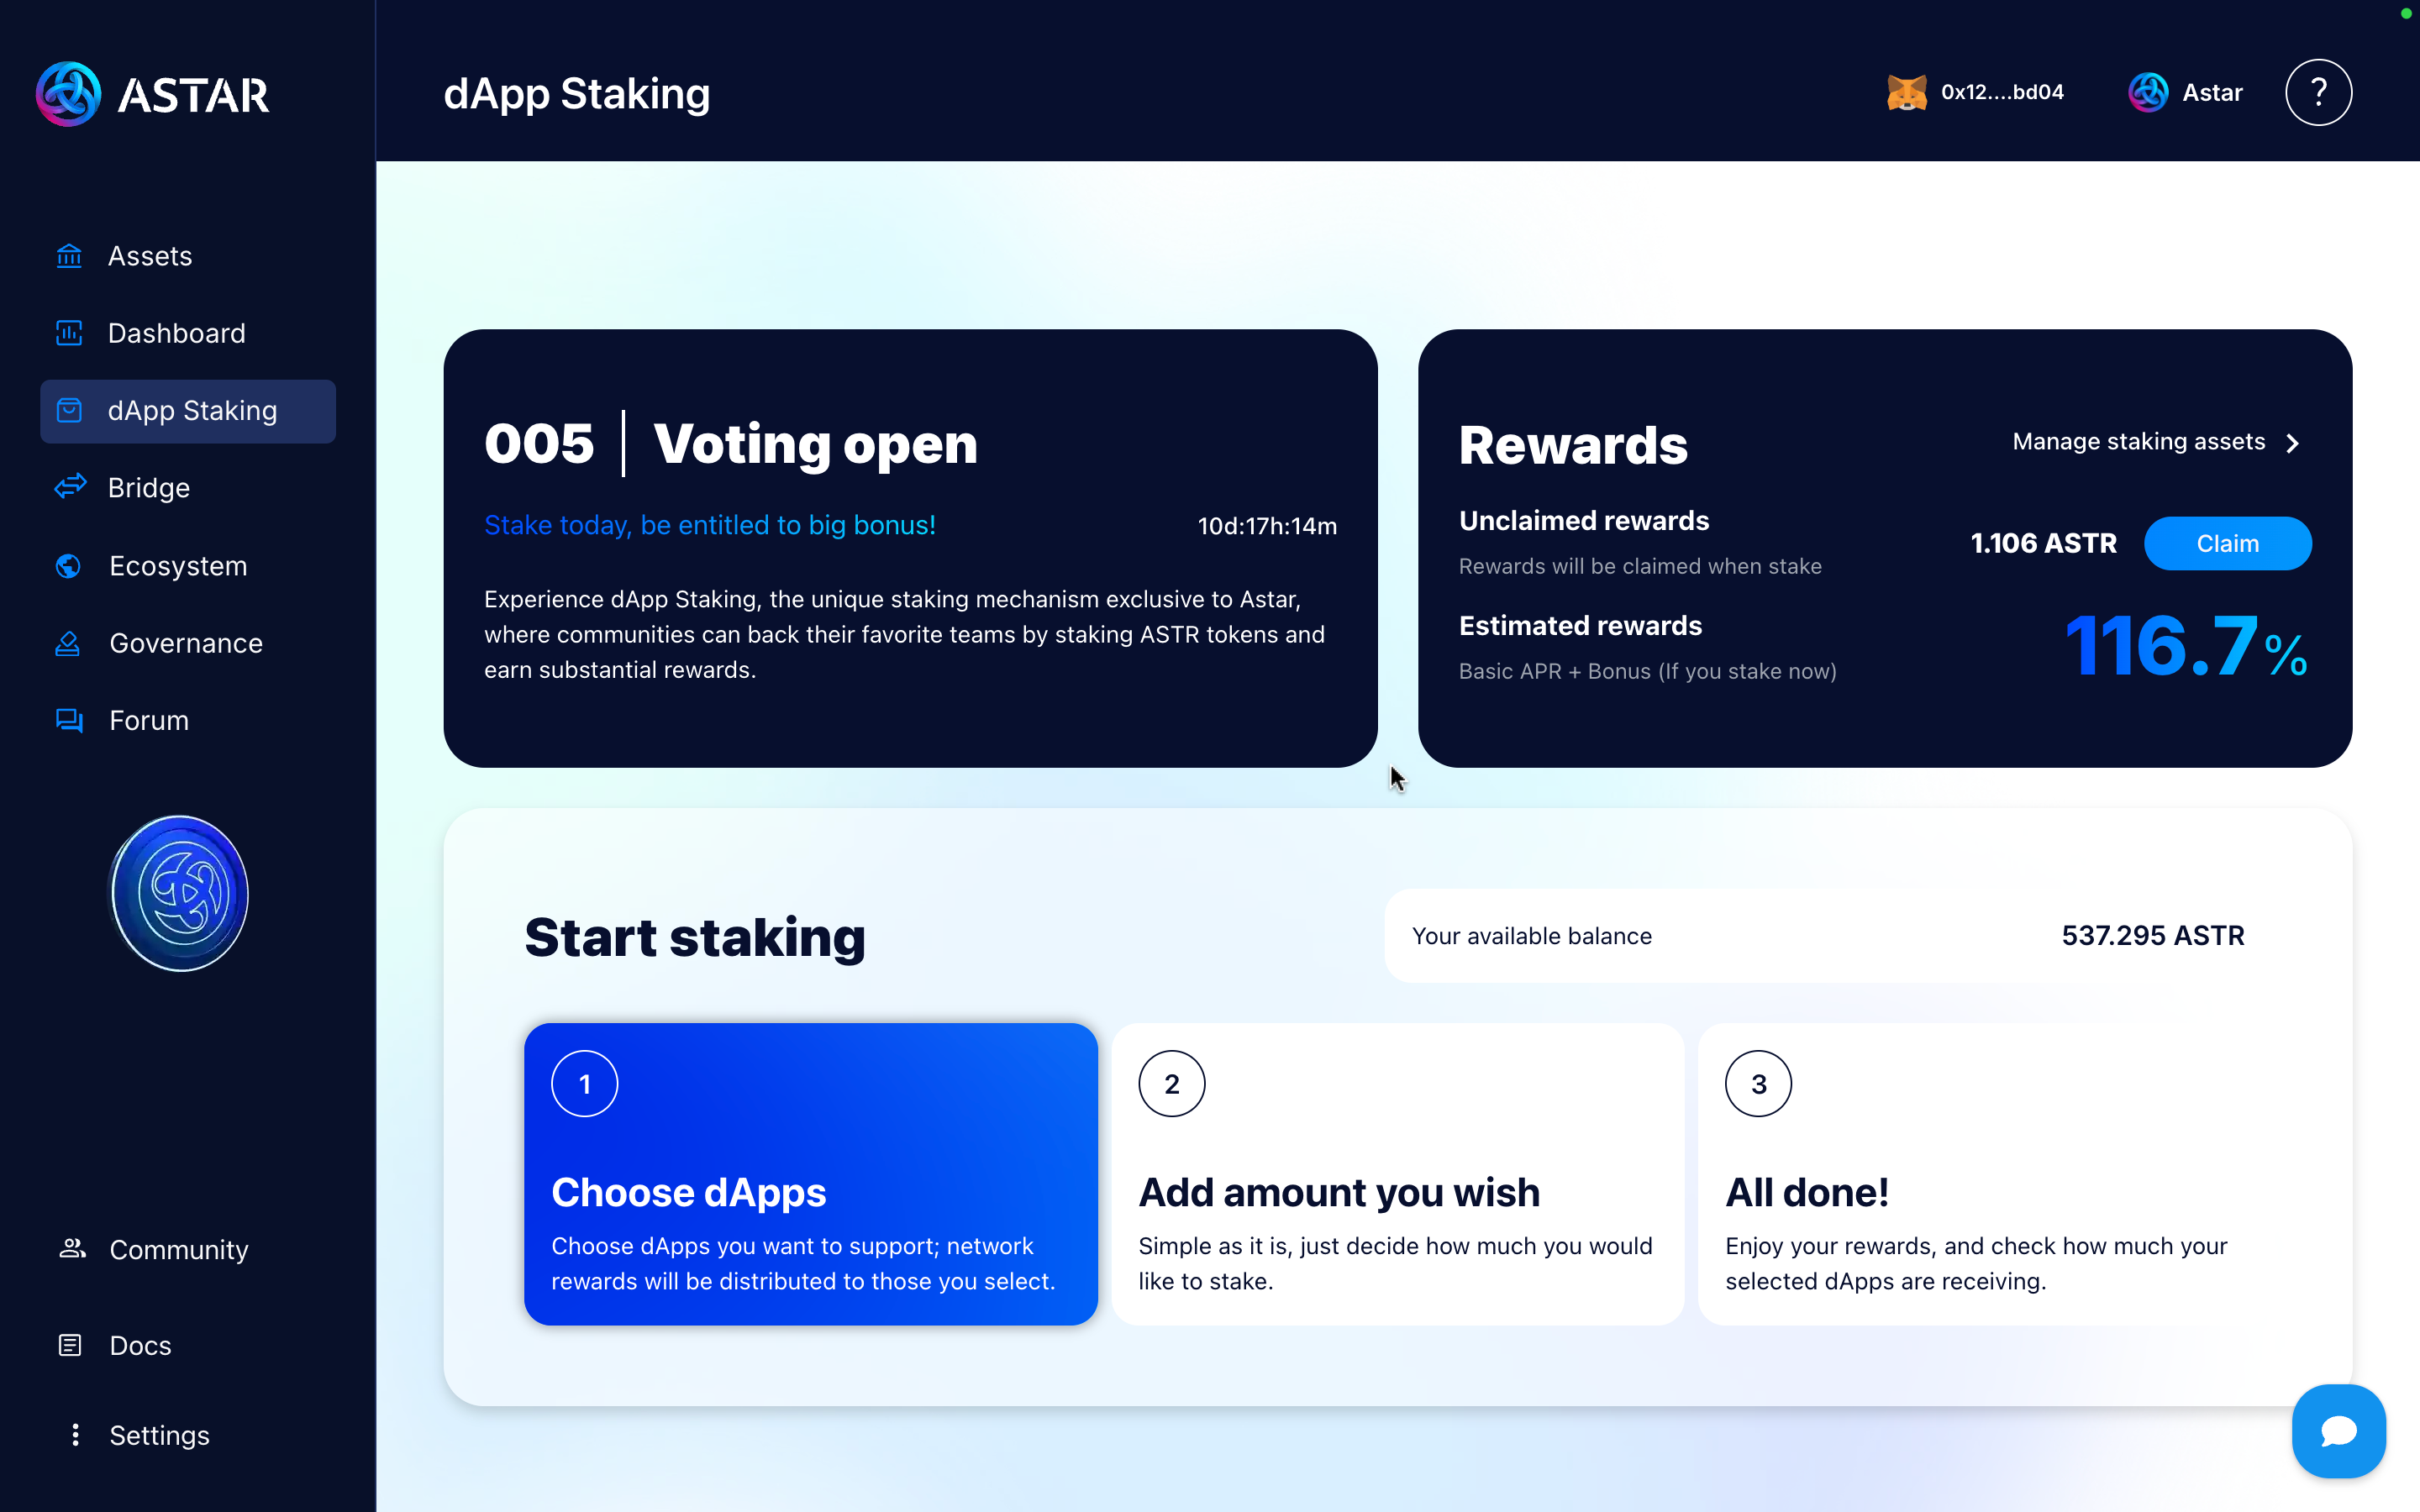 ASTAR
dApp Staking
0x12....bd04
Astar
?
Assets
Dashboard
dApp Staking
Bridge
Ecosystem
Governance
Forum
Community
Docs
Settings
005 | Voting open
Stake today, be entitled to big bonus!
10d:17h:14m
Experience dApp Staking, the unique staking mechanism exclusive to Astar,
where communities can back their favorite teams by staking ASTR tokens and
earn substantial rewards.
Rewards
Manage staking assets
Unclaimed rewards
Rewards will be claimed when stake
1.106 ASTR
Claim
Estimated rewards
Basic APR + Bonus (If you stake now)
116.7%
Start staking
Your available balance
537.295 ASTR
1
Choose dApps
Choose dApps you want to support; network
rewards will be distributed to those you select.
2
Add amount you wish
Simple as it is, just decide how much you would
like to stake.
3
All done!
Enjoy your rewards, and check how much your
selected dApps are receiving.